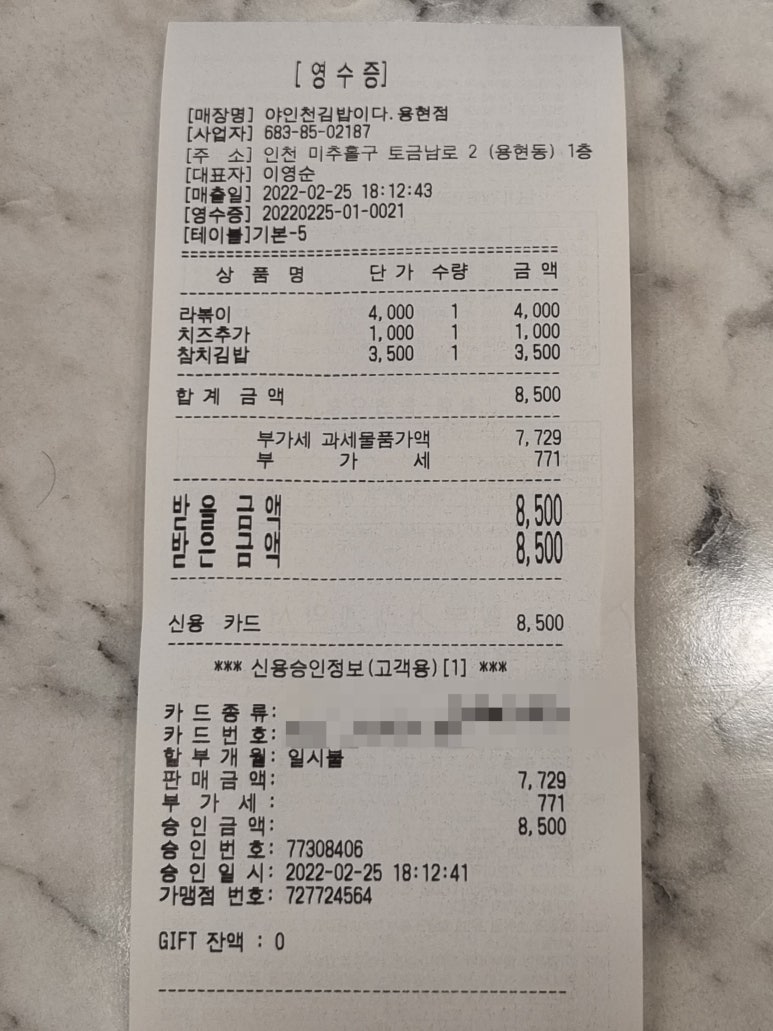 [ 영 수 증]
[매장명] 야인천김밥이다.용현점
[사업자] 683-85-02187
[주 소] 인천 미추홀구 토금남로 2 (용현동) 1층
[대표자] 이영순
[매출일] 2022-02-25 18:12:43
[영수증] 20220225-01-0021
[테이블]기본-5
상 품 명 단 가 수량 금 액
라볶이 4,000 1 4,000
치즈추가 1,000 1 1,000
참치김밥 3,500 1 3,500
합 계 금 액 8,500
부가세 과세물품가액 7,729
부 가 세 771
받을 금액 8,500
받은 금액 8,500
신용 카드 8,500
*** 신용승인정보(고객용)[1] ***
카 드 종 류:
카 드 번 호:
할 부 개 월: 일시불
판 매 금 액: 7,729
부 가 세 : 771
승 인 금 액: 8,500
승 인 번 호: 77308406
승 인 일 시: 2022-02-25 18:12:41
가맹점 번호: 727724564
GIFT 잔액 : 0